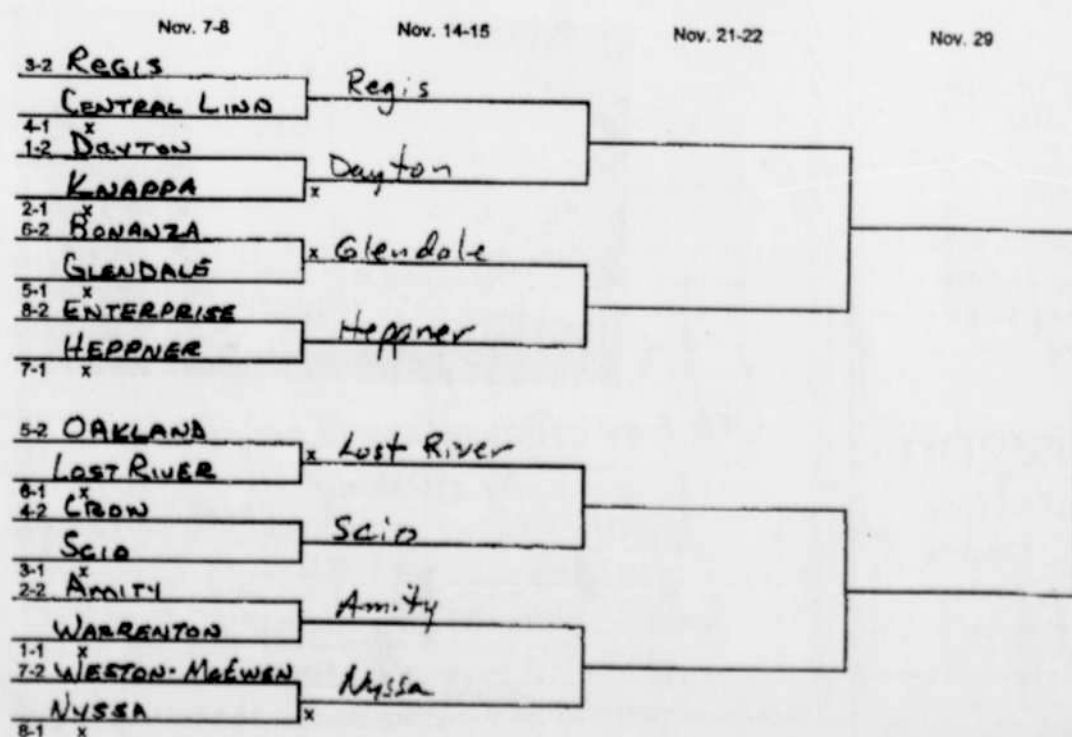 Nov. 7-8 Nov. 14-15 Nov. 21-22 Nov. 29
3-2 REGIS
Regis
CENTRAL LINN
4-1 x
1-2 DAYTON
Dayton
KNAPPA
x
2-1 x
6-2 BONANZA
x Glendale
GLENDALE
5-1 x
8-2 ENTERPRISE
Heppner
HEPPNER
7-1 x
5-2 OAKLAND
x Lost River
LOST RIVER
6-1 x
4-2 CROW
Scio
SCIO
3-1 x
2-2 AMITY
Amity
WARRENTON
1-1 x
7-2 WESTON-McEWEN
Nyssa
NYSSA
x
8-1 x